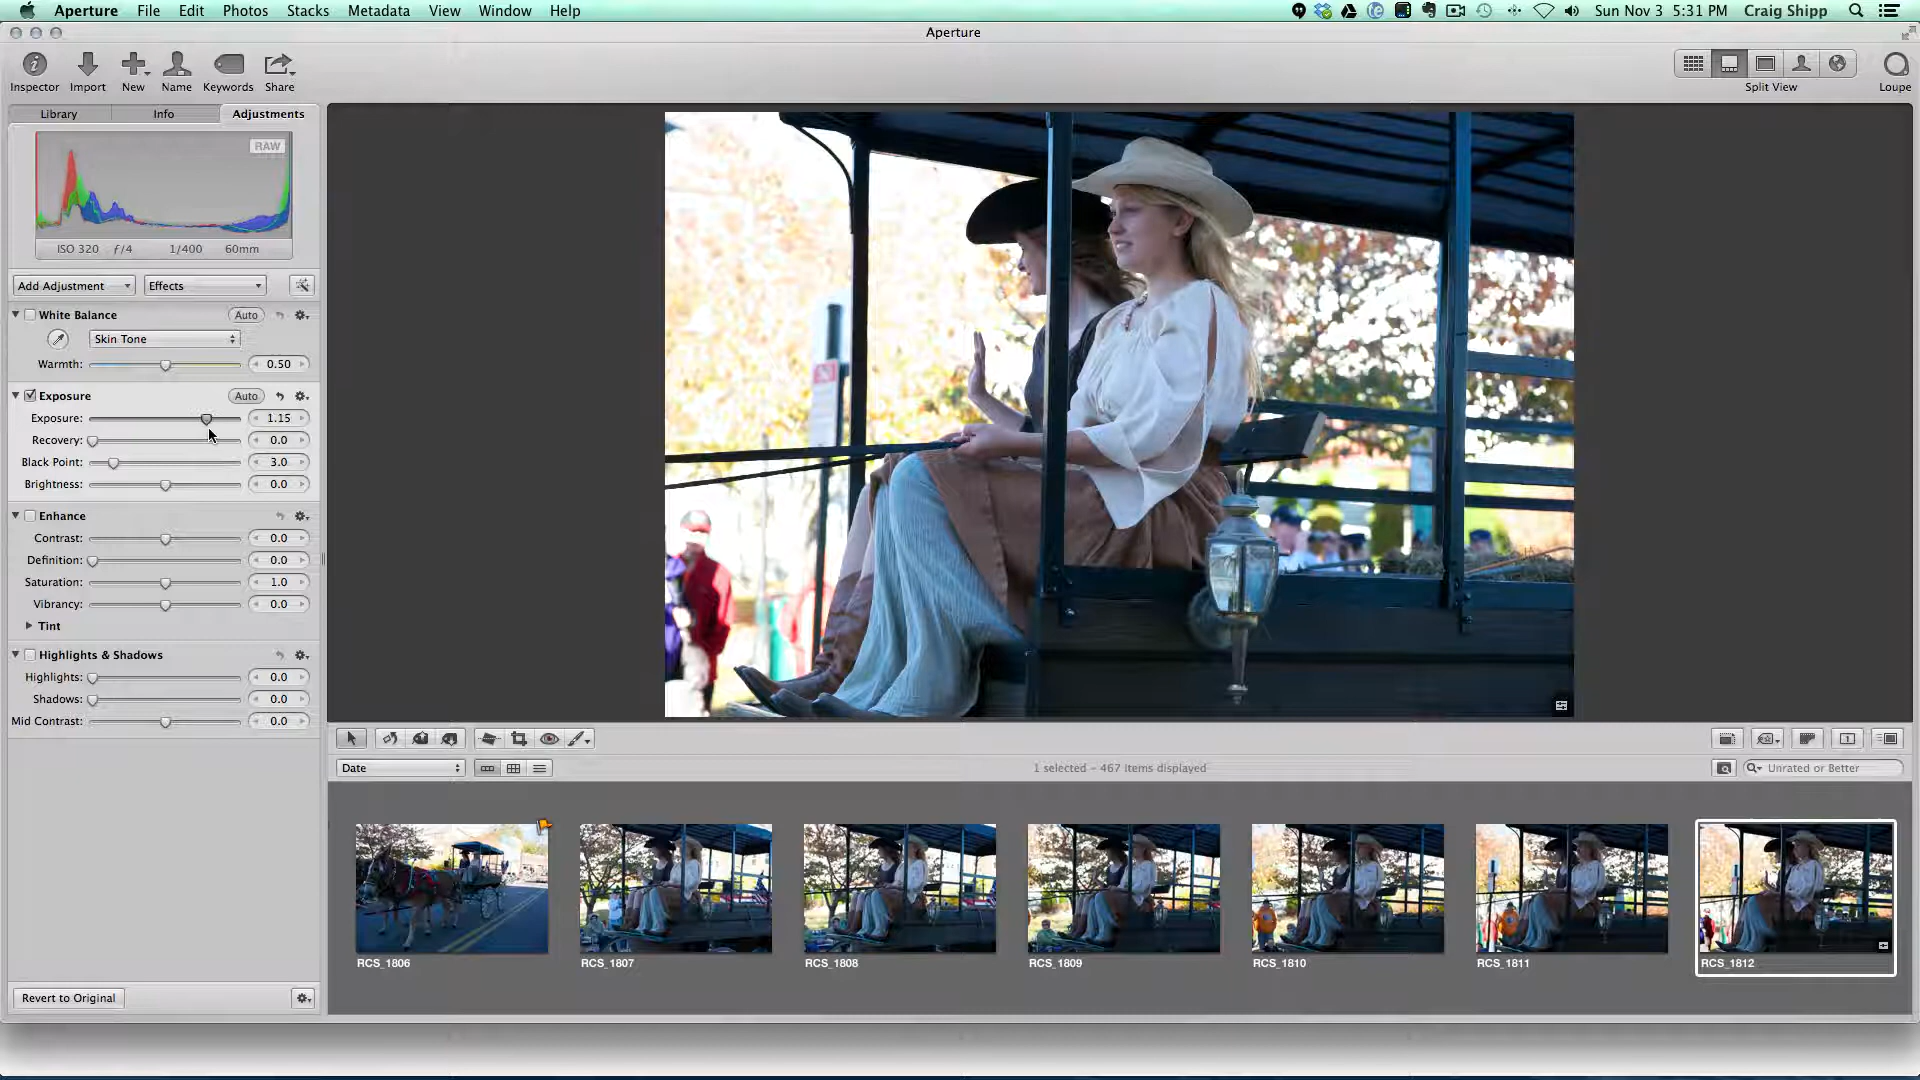 Aperture File Edit Photos Stacks Metadata View Window Help Sun Nov 3 5:31 PM Craig Shipp
Aperture
Inspector Import New Name Keywords Share Split View Loupe
Library Info Adjustments
RAW
ISO 320 ƒ/4 1/400 60mm
Add Adjustment Effects
White Balance Auto
Skin Tone
Warmth: 0.50
Exposure Auto
Exposure: 1.15
Recovery: 0.0
Black Point: 3.0
Brightness: 0.0
Enhance
Contrast: 0.0
Definition: 0.0
Saturation: 1.0
Vibrancy: 0.0
Tint
Highlights & Shadows
Highlights: 0.0
Shadows: 0.0
Mid Contrast: 0.0
Date 1 selected - 467 items displayed Unrated or Better
RCS_1806 RCS_1807 RCS_1808 RCS_1809 RCS_1810 RCS_1811 RCS_1812
Revert to Original